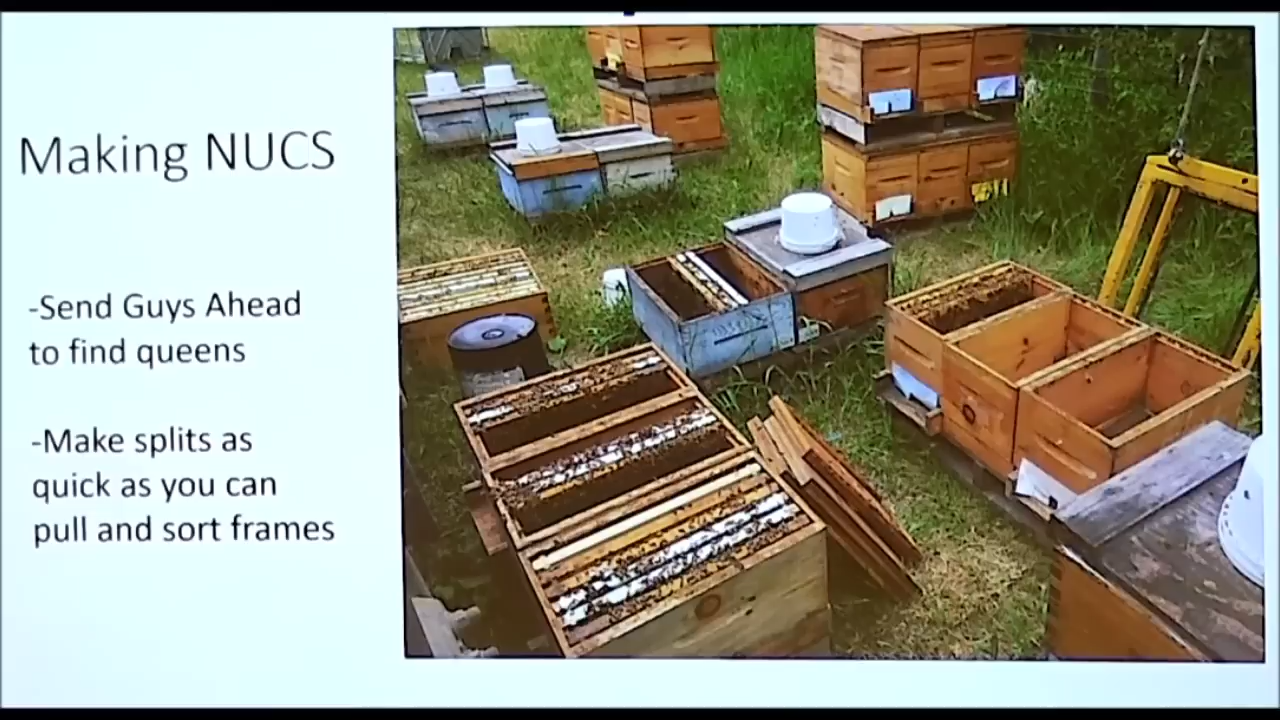 Making NUCS
-Send Guys Ahead
to find queens
-Make splits as
quick as you can
pull and sort frames